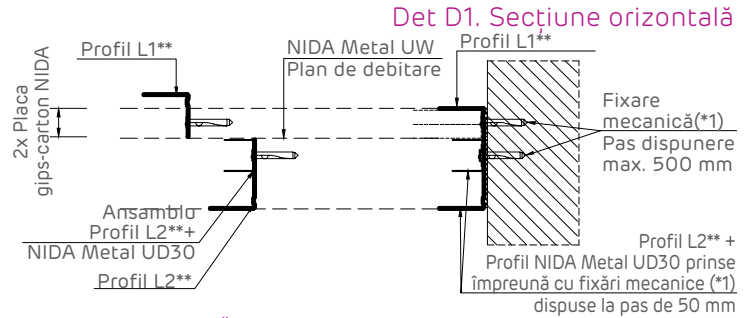 Det D1. Secțiune orizontală
Profil L1**
NIDA Metal UW
Plan de debitare
Profil L1**
2x Placa
gips-carton NIDA
Fixare
mecanică(*1)
Pas dispunere
max. 500 mm
Ansamblu
Profil L2**+
NIDA Metal UD30
Profil L2**
Profil L2** +
Profil NIDA Metal UD30 prinse
împreună cu fixări mecanice (*1)
dispuse la pas de 50 mm